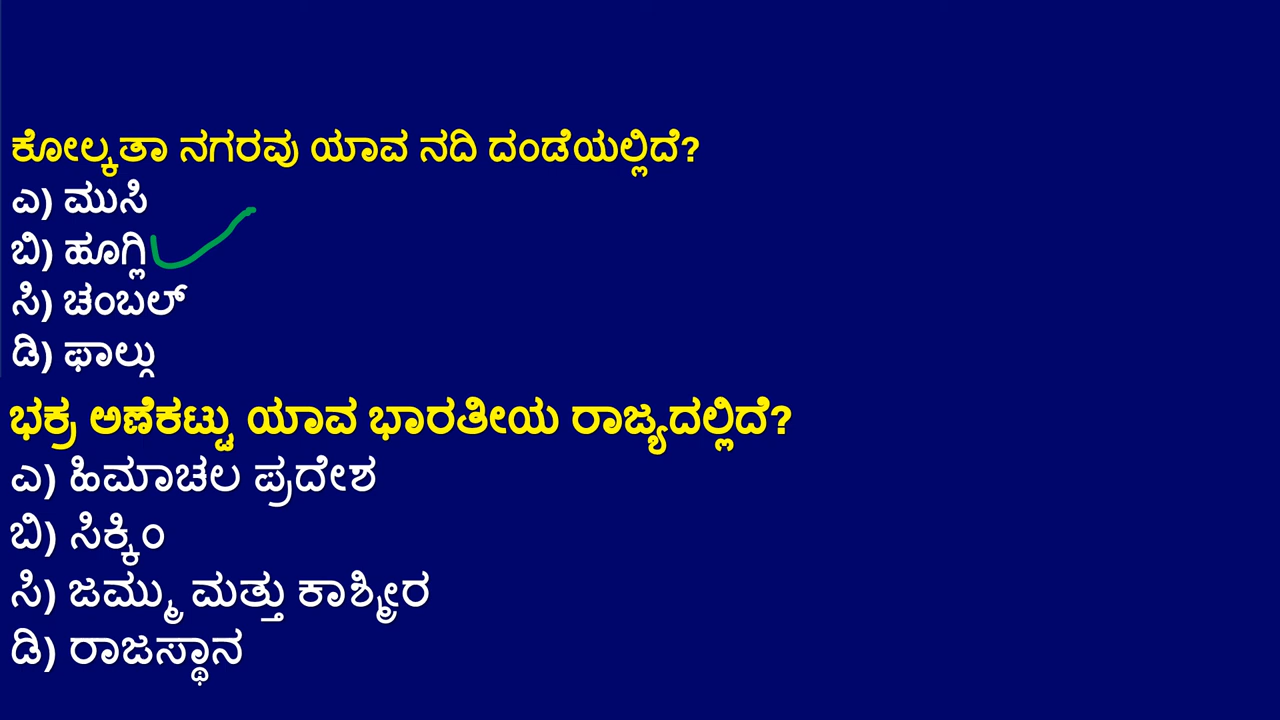 ಕೋಲ್ಕತಾ ನಗರವು ಯಾವ ನದಿ ದಂಡೆಯಲ್ಲಿದೆ?
ಎ) ಮುಸಿ
ಬಿ) ಹೂಗ್ಲಿ
ಸಿ) ಚಂಬಲ್
ಡಿ) ಫಾಲ್ಗು
ಭಕ್ರ ಅಣೆಕಟ್ಟು ಯಾವ ಭಾರತೀಯ ರಾಜ್ಯದಲ್ಲಿದೆ?
ಎ) ಹಿಮಾಚಲ ಪ್ರದೇಶ
ಬಿ) ಸಿಕ್ಕಿಂ
ಸಿ) ಜಮ್ಮು ಮತ್ತು ಕಾಶ್ಮೀರ
ಡಿ) ರಾಜಸ್ಥಾನ